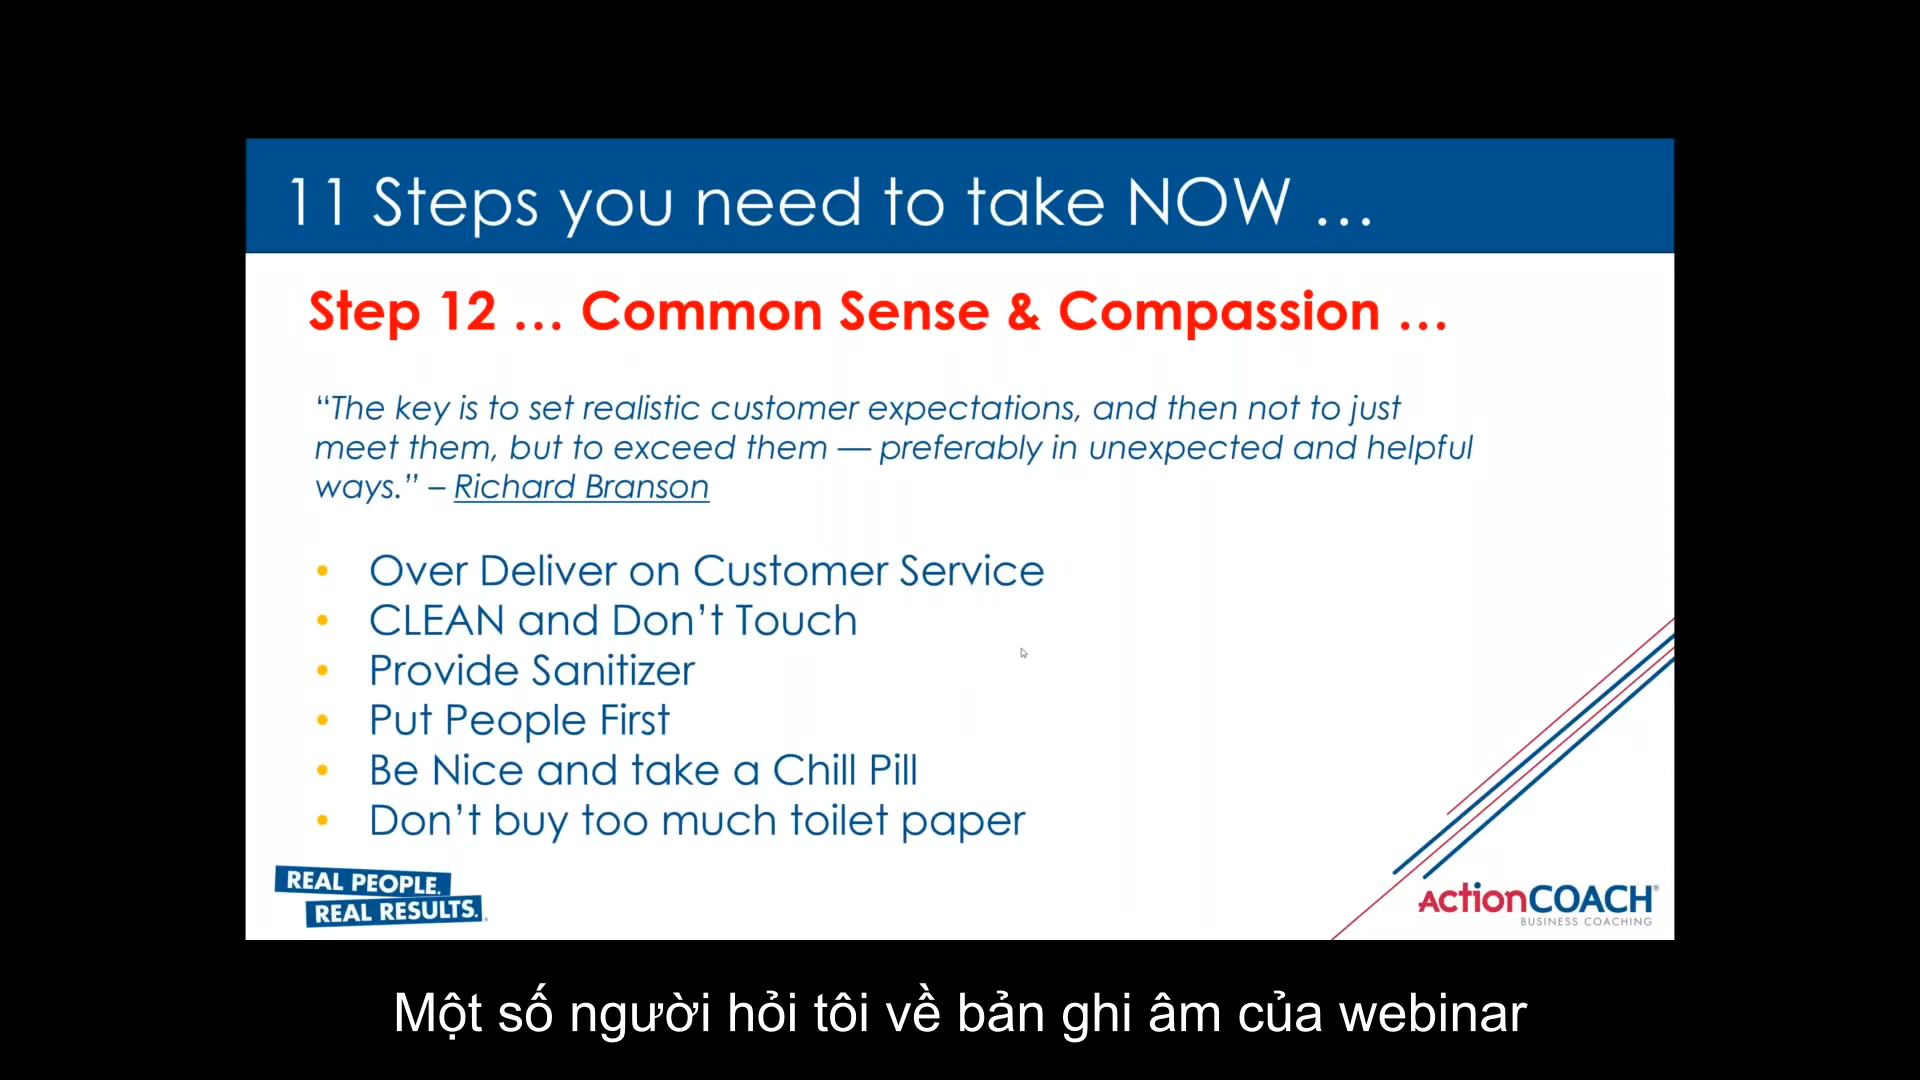 11 Steps you need to take NOW ...
Step 12 ... Common Sense & Compassion ...
“The key is to set realistic customer expectations, and then not to just
meet them, but to exceed them — preferably in unexpected and helpful
ways.” – Richard Branson
• Over Deliver on Customer Service
• CLEAN and Don’t Touch
• Provide Sanitizer
• Put People First
• Be Nice and take a Chill Pill
• Don’t buy too much toilet paper
REAL PEOPLE.
REAL RESULTS.
ActionCOACH®
BUSINESS COACHING
Một số người hỏi tôi về bản ghi âm của webinar